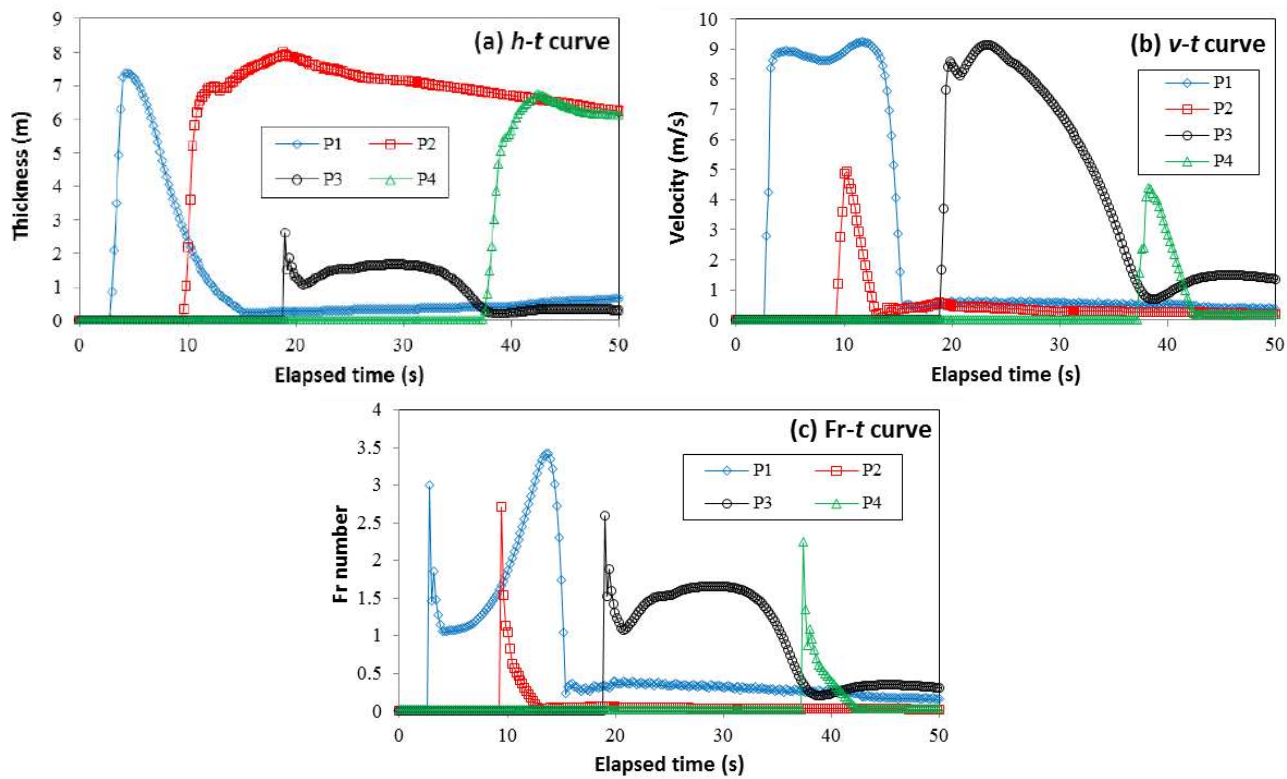 (a) h-t curve
9
8
7
6
5
4
3
2
1
0
Thickness (m)
P1 P2
P3 P4
0 10 20 30 40 50
Elapsed time (s)
(b) v-t curve
10
9
8
7
6
5
4
3
2
1
0
Velocity (m/s)
P1
P2
P3
P4
0 10 20 30 40 50
Elapsed time (s)
(c) Fr-t curve
4
3.5
3
2.5
2
1.5
1
0.5
0
Fr number
P1 P2
P3 P4
0 10 20 30 40 50
Elapsed time (s)